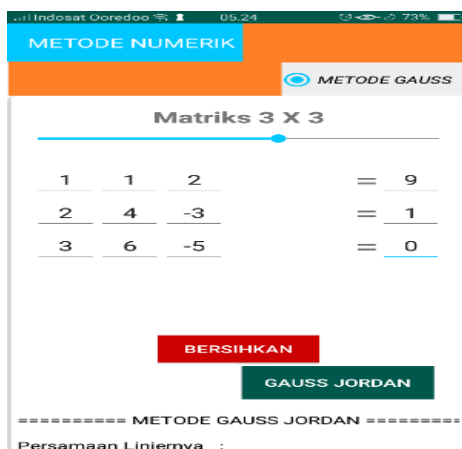 Indosat Ooredoo 1 05.24 73%
METODE NUMERIK
METODE GAUSS
Matriks 3 X 3
1 1 2 = 9
2 4 -3 = 1
3 6 -5 = 0
BERSIHKAN
GAUSS JORDAN
========== METODE GAUSS JORDAN =========
Persamaan Liniernya :